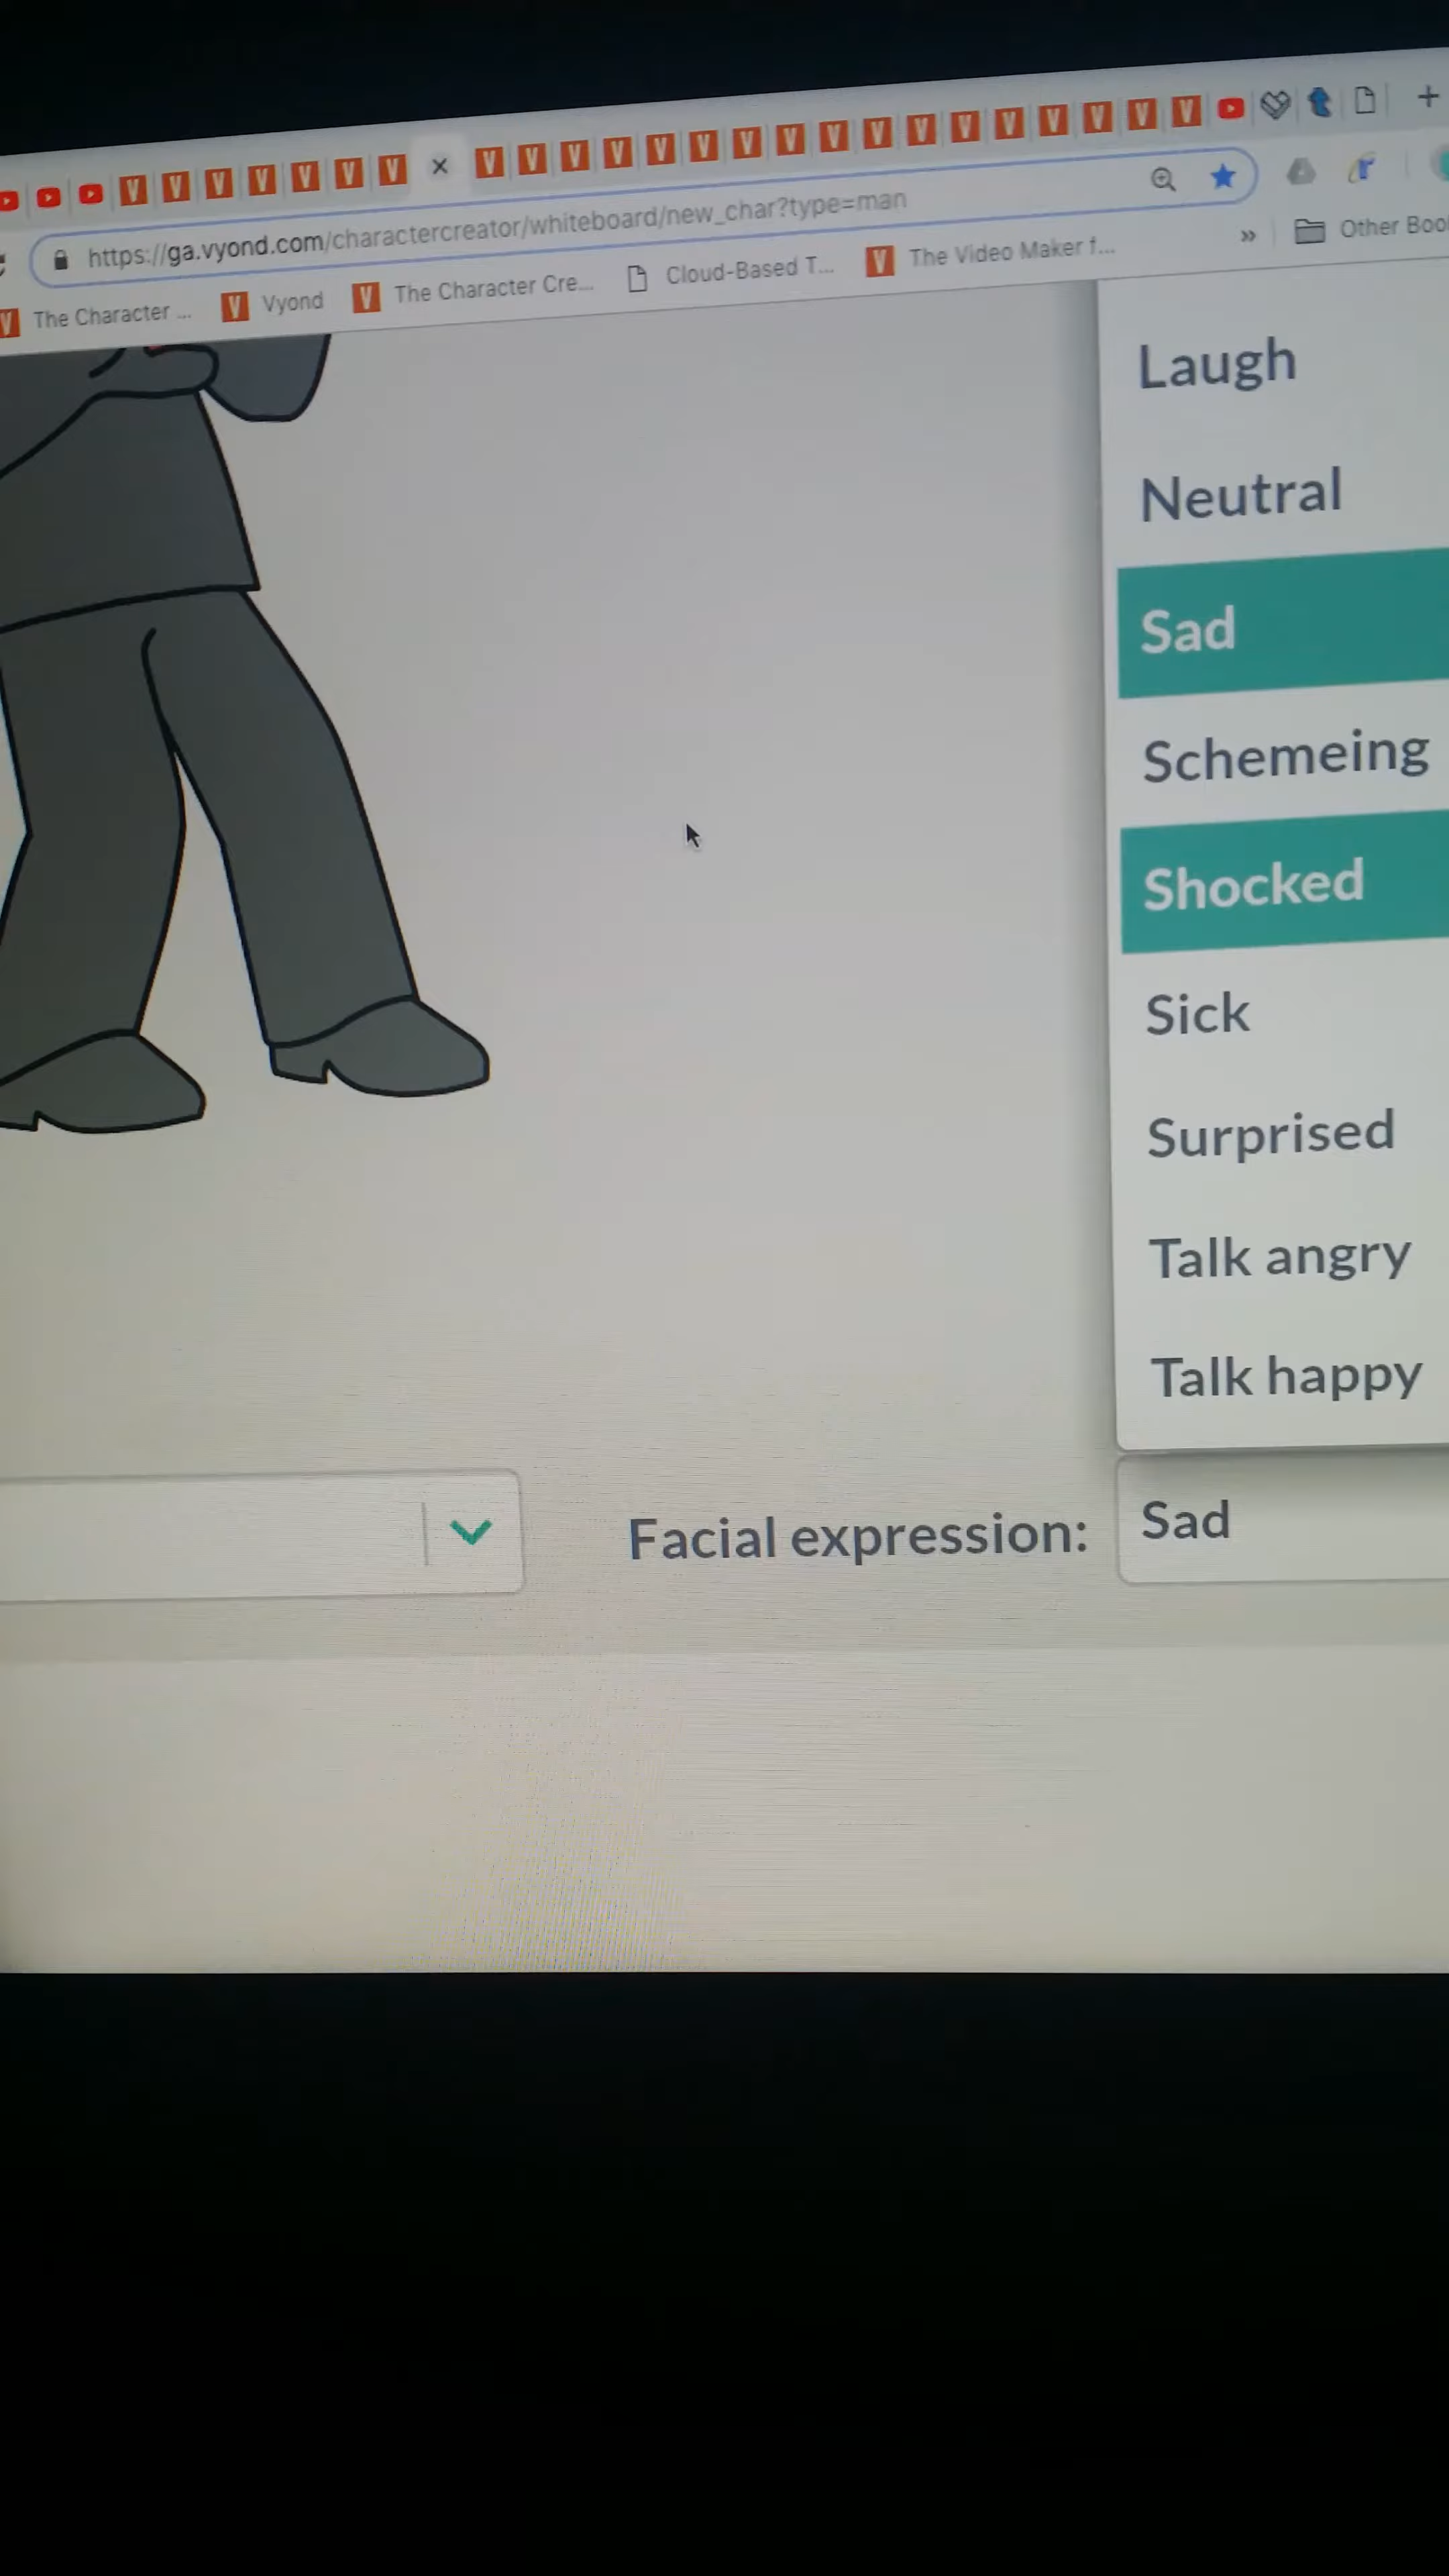 https://ga.vyond.com/charactercreator/whiteboard/new_char?type=man
The Character ... Vyond The Character Cre... Cloud-Based T... The Video Maker f... » Other Boo
Laugh
Neutral
Sad
Schemeing
Shocked
Sick
Surprised
Talk angry
Talk happy
Facial expression: Sad